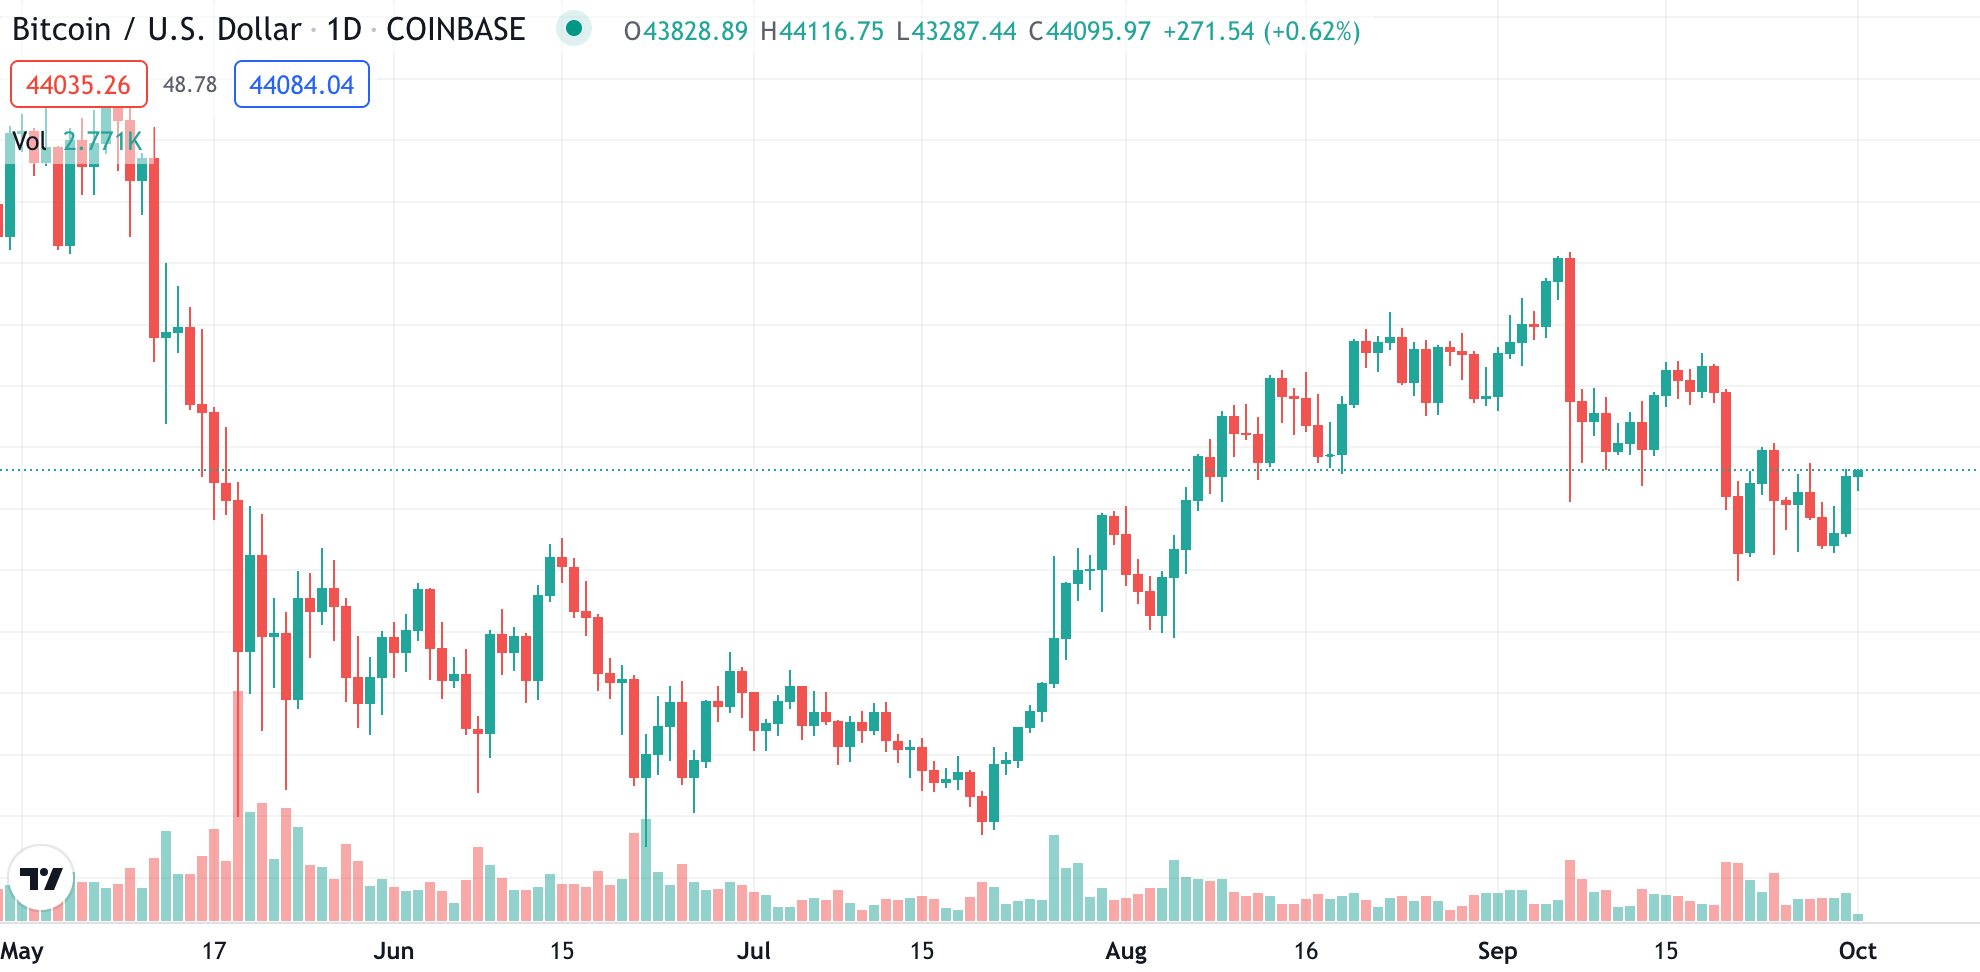 Bitcoin / U.S. Dollar · 1D · COINBASE O43828.89 H44116.75 L43287.44 C44095.97 +271.54 (+0.62%)
44035.26 48.78 44084.04
Vol 2.771K
May 17 Jun 15 Jul 15 Aug 16 Sep 15 Oct